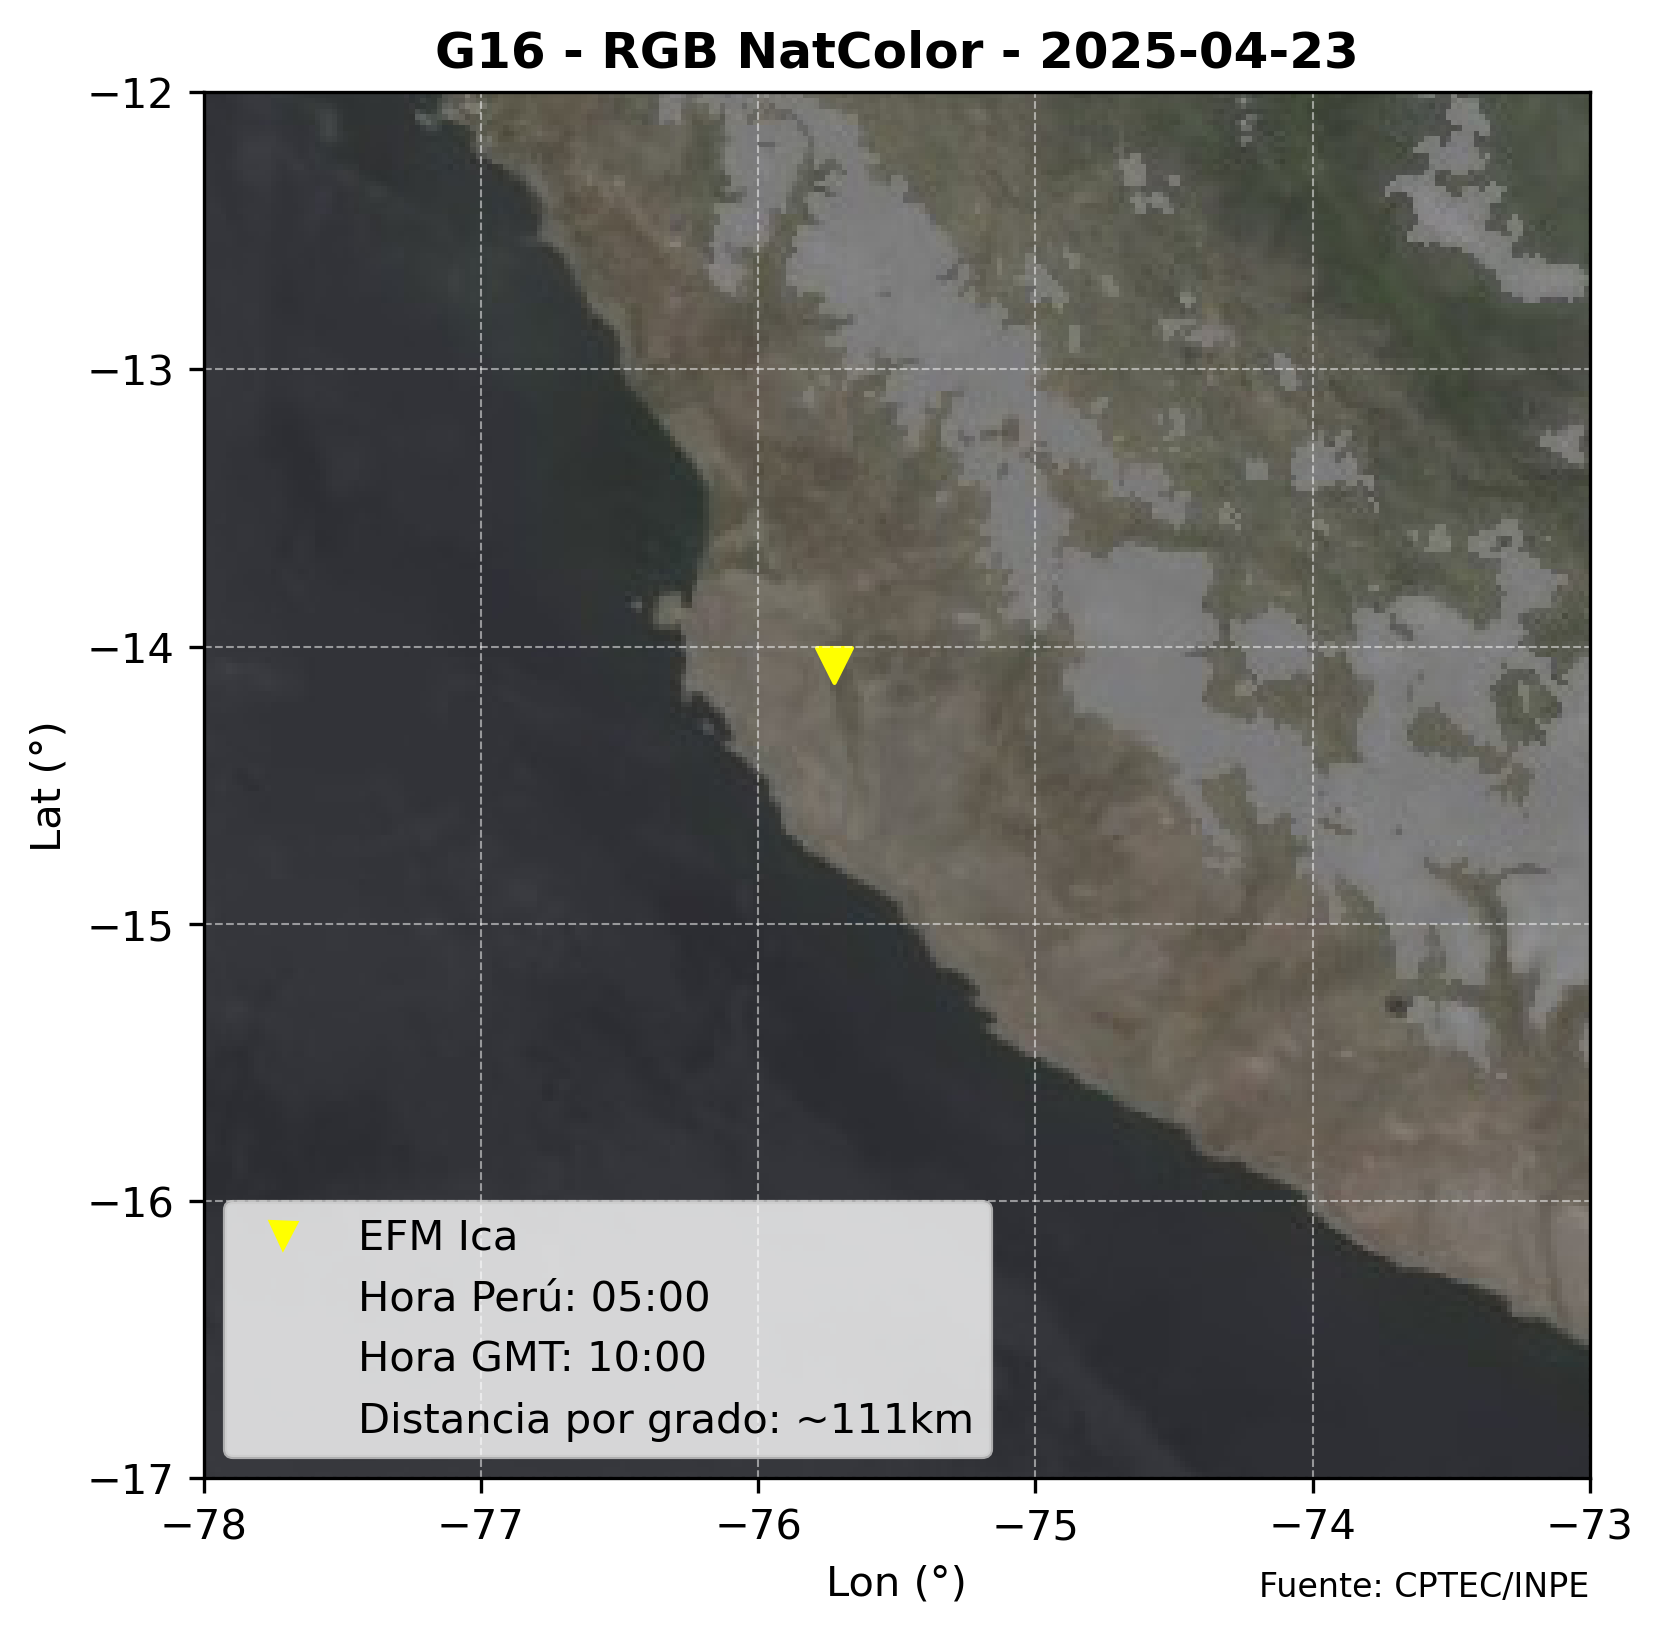 G16 - RGB NatColor - 2025-04-23
−12
−13
−14
−15
−16
−17
Lat (°)
EFM Ica
Hora Perú: 05:00
Hora GMT: 10:00
Distancia por grado: ~111km
−78
−77
−76
−75
−74
−73
Lon (°)
Fuente: CPTEC/INPE